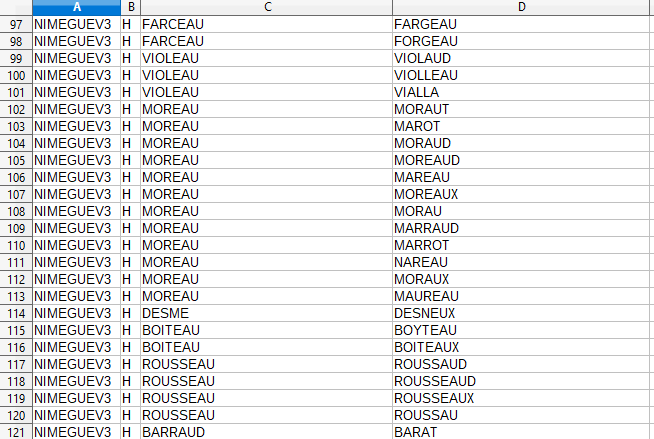 A B C D
97 NIMEGUEV3 H FARCEAU FARGEAU
98 NIMEGUEV3 H FARCEAU FORGEAU
99 NIMEGUEV3 H VIOLEAU VIOLAUD
100 NIMEGUEV3 H VIOLEAU VIOLLEAU
101 NIMEGUEV3 H VIOLEAU VIALLA
102 NIMEGUEV3 H MOREAU MORAUT
103 NIMEGUEV3 H MOREAU MAROT
104 NIMEGUEV3 H MOREAU MORAUD
105 NIMEGUEV3 H MOREAU MOREAUD
106 NIMEGUEV3 H MOREAU MAREAU
107 NIMEGUEV3 H MOREAU MOREAUX
108 NIMEGUEV3 H MOREAU MORAU
109 NIMEGUEV3 H MOREAU MARRAUD
110 NIMEGUEV3 H MOREAU MARROT
111 NIMEGUEV3 H MOREAU NAREAU
112 NIMEGUEV3 H MOREAU MORAUX
113 NIMEGUEV3 H MOREAU MAUREAU
114 NIMEGUEV3 H DESME DESNEUX
115 NIMEGUEV3 H BOITEAU BOYTEAU
116 NIMEGUEV3 H BOITEAU BOITEAUX
117 NIMEGUEV3 H ROUSSEAU ROUSSAUD
118 NIMEGUEV3 H ROUSSEAU ROUSSEAUD
119 NIMEGUEV3 H ROUSSEAU ROUSSEAUX
120 NIMEGUEV3 H ROUSSEAU ROUSSAU
121 NIMEGUEV3 H BARRAUD BARAT